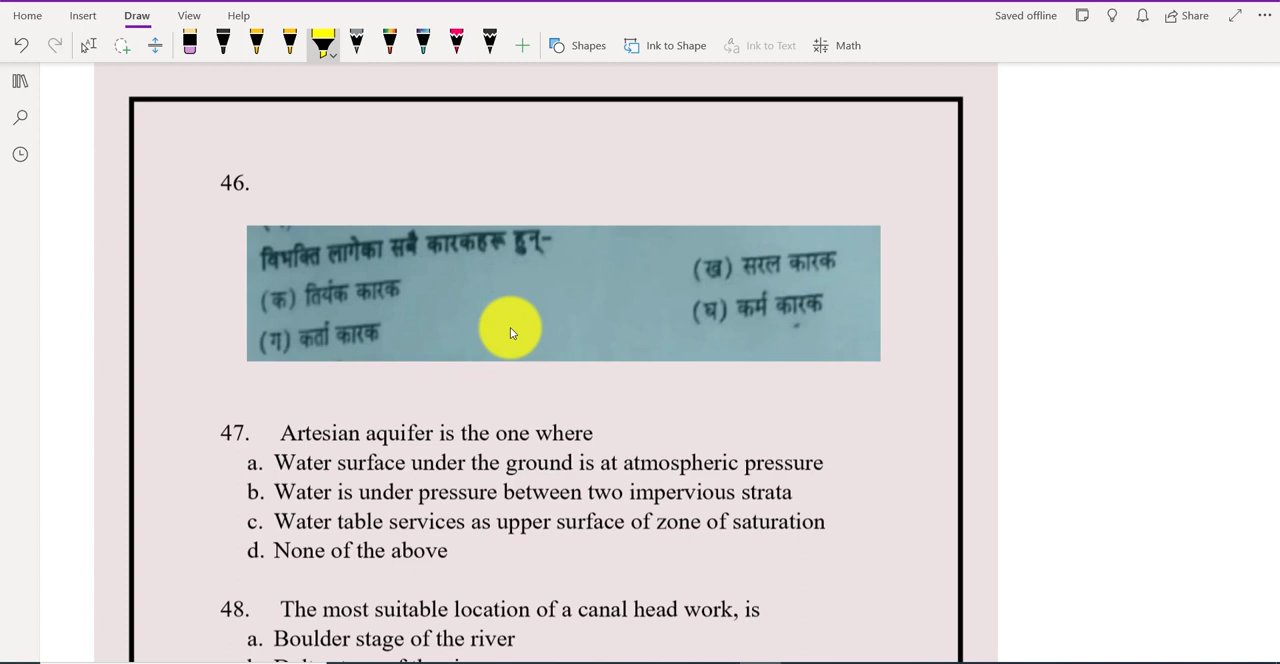 Home Insert Draw View Help Saved offline Share
Shapes Ink to Shape Ink to Text Math
46.
विभक्ति लागेका सबै कारकहरू हुन्-
(क) तिर्यक कारक (ख) सरल कारक
(ग) कर्ता कारक (घ) कर्म कारक
47. Artesian aquifer is the one where
a. Water surface under the ground is at atmospheric pressure
b. Water is under pressure between two impervious strata
c. Water table services as upper surface of zone of saturation
d. None of the above
48. The most suitable location of a canal head work, is
a. Boulder stage of the river